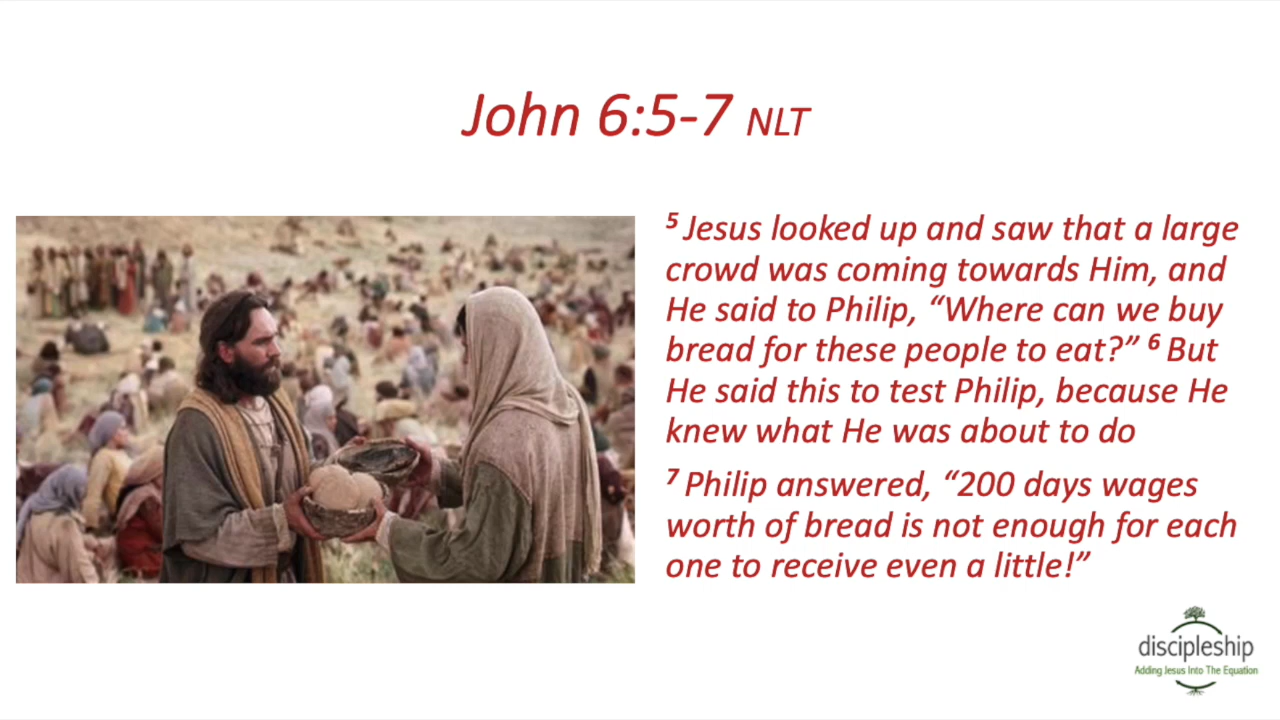 John 6:5-7 NLT
⁵ Jesus looked up and saw that a large
crowd was coming towards Him, and
He said to Philip, “Where can we buy
bread for these people to eat?” ⁶ But
He said this to test Philip, because He
knew what He was about to do
⁷ Philip answered, “200 days wages
worth of bread is not enough for each
one to receive even a little!”
discipleship
Adding Jesus Into The Equation